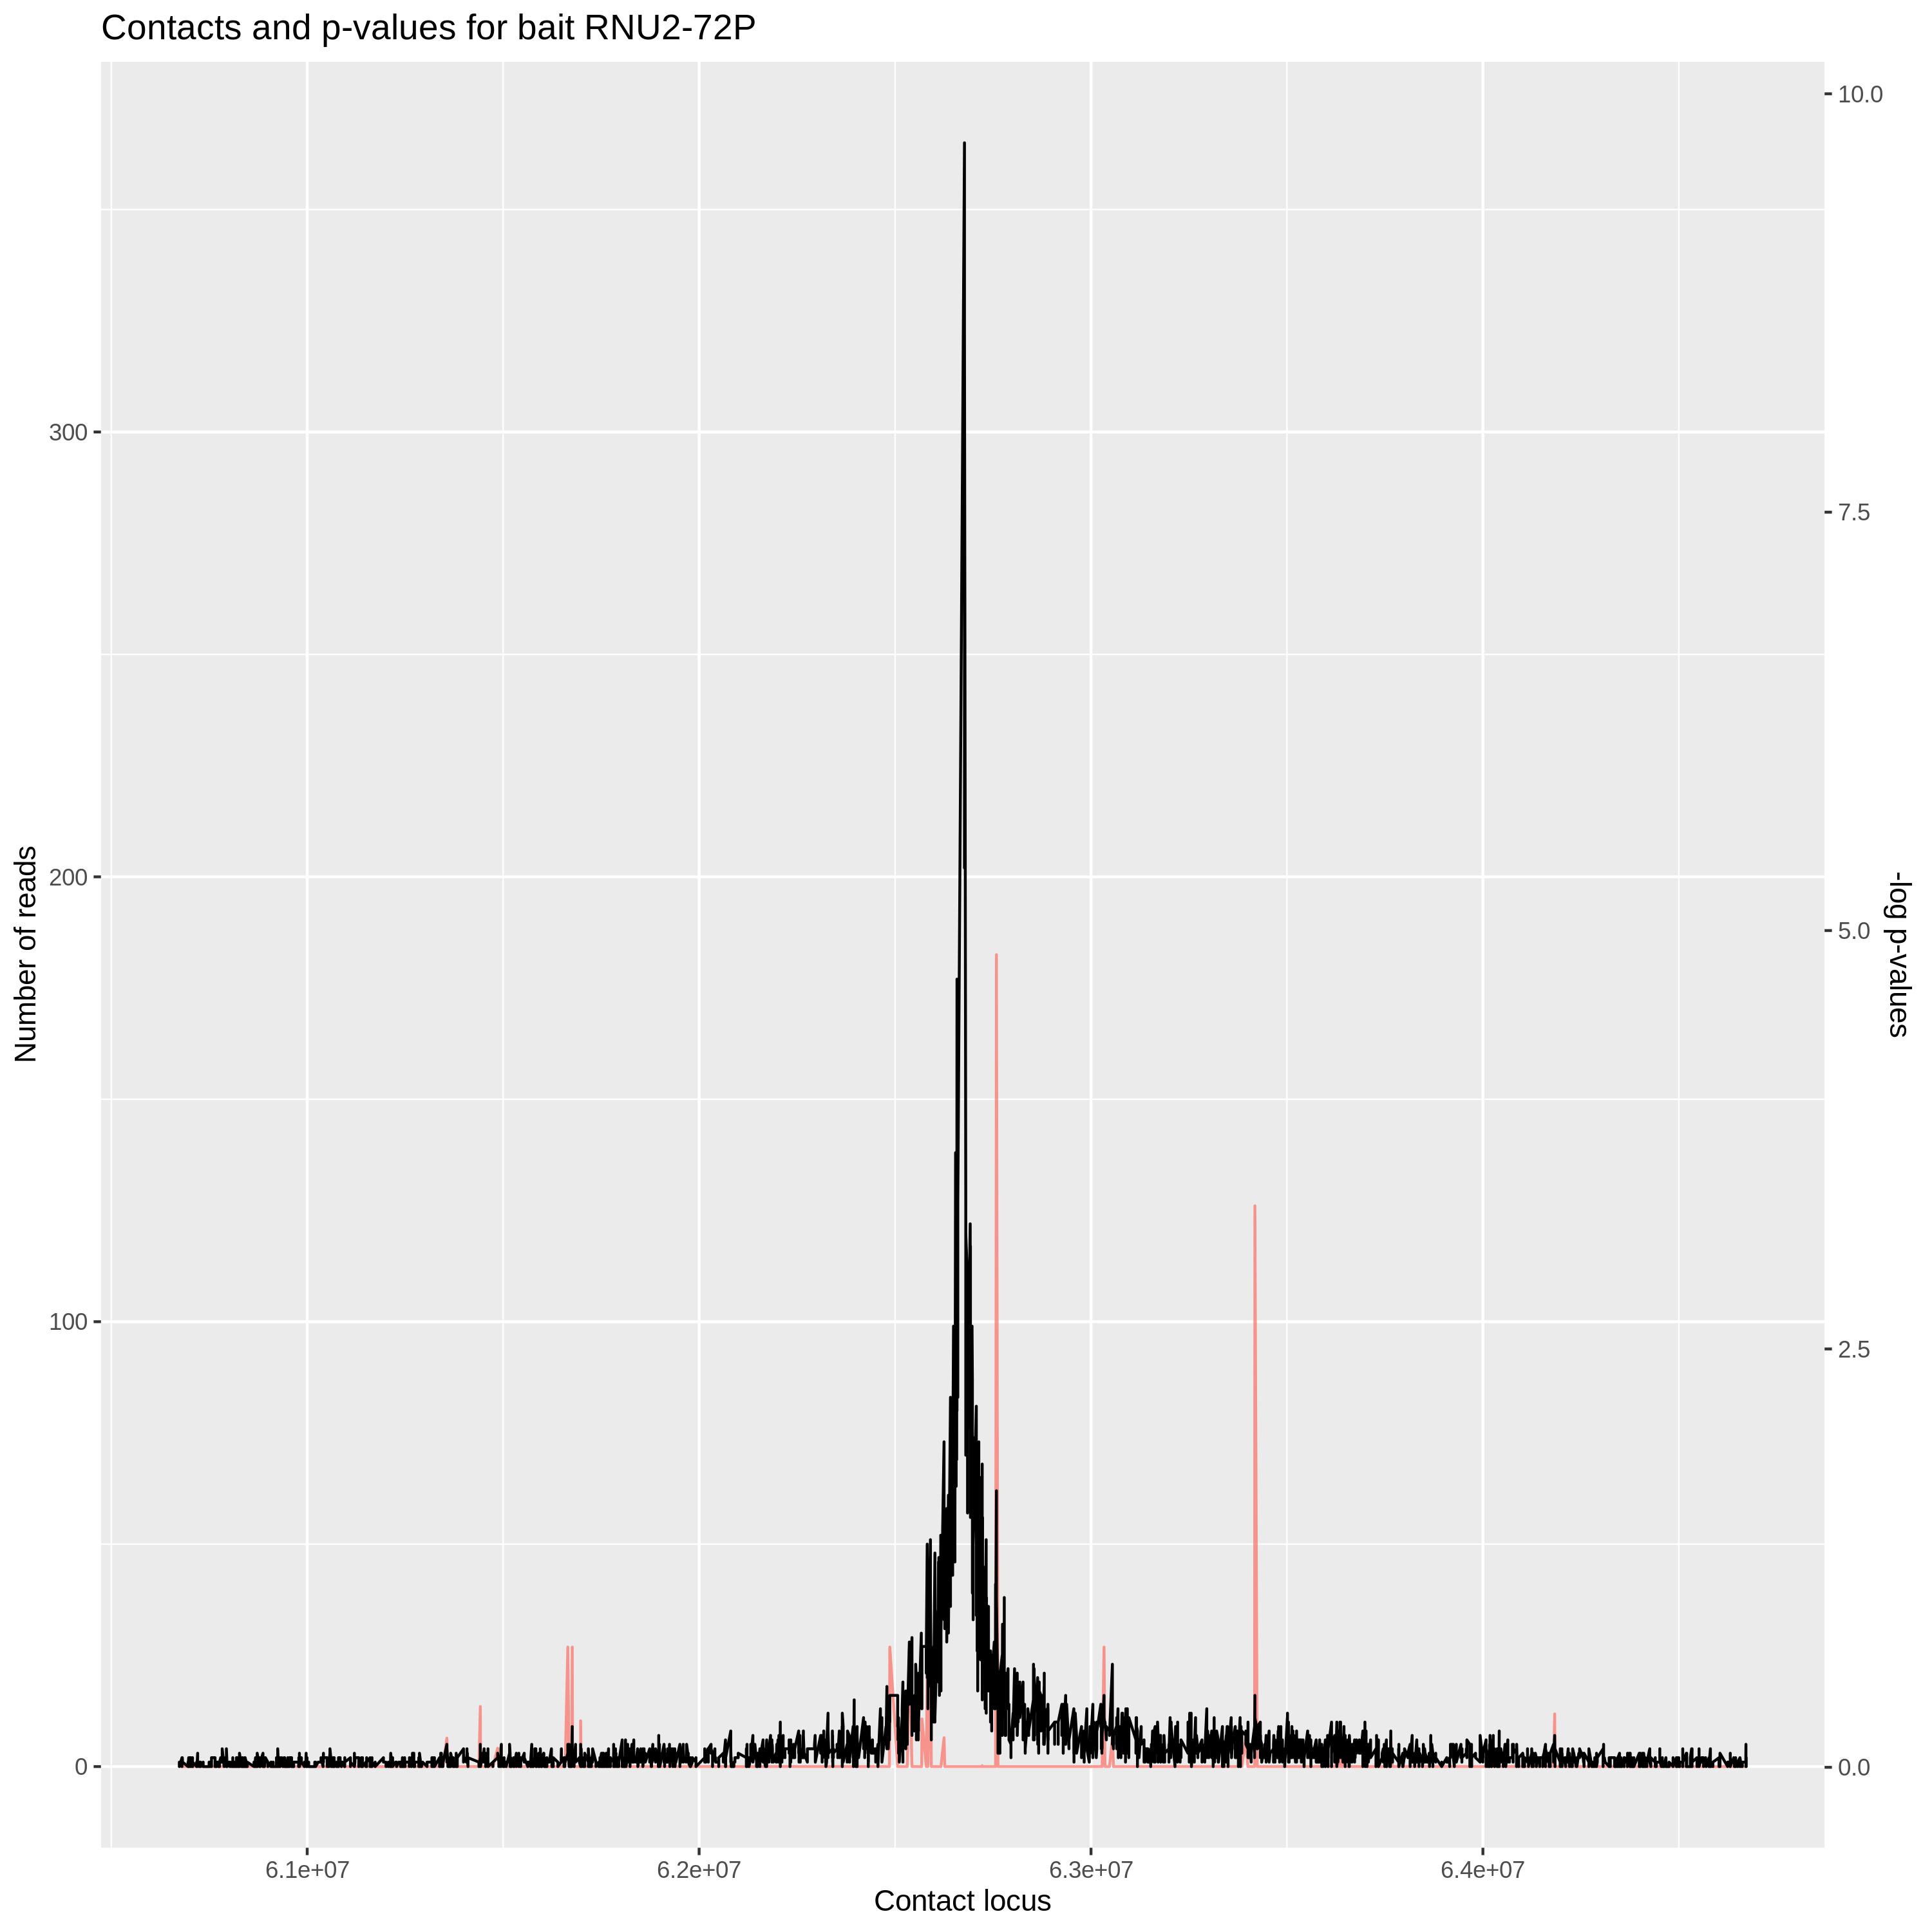 Contacts and p-values for bait RNU2-72P
10.0
7.5
5.0
2.5
0.0
-log p-values
300
200
100
0
Number of reads
6.1e+07 6.2e+07 6.3e+07 6.4e+07
Contact locus